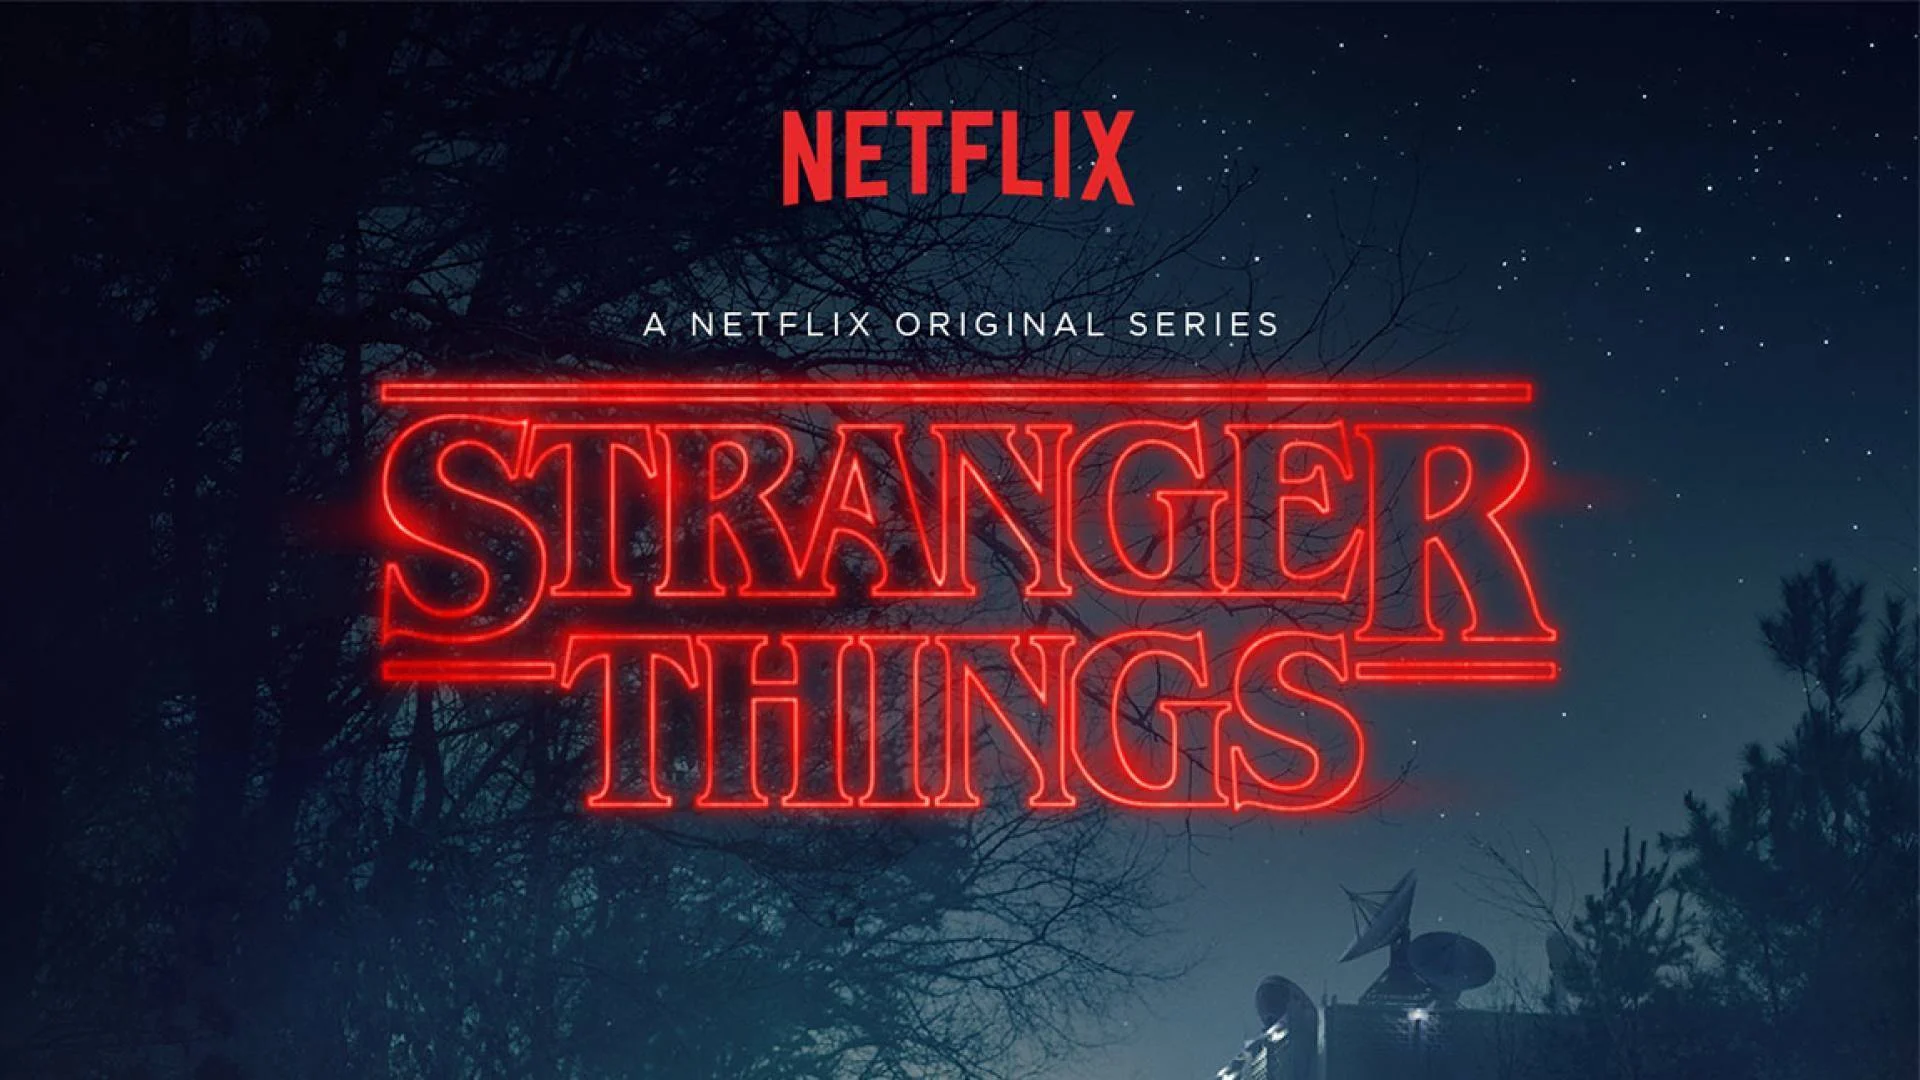 NETFLIX
A NETFLIX ORIGINAL SERIES
STRANGER
THINGS